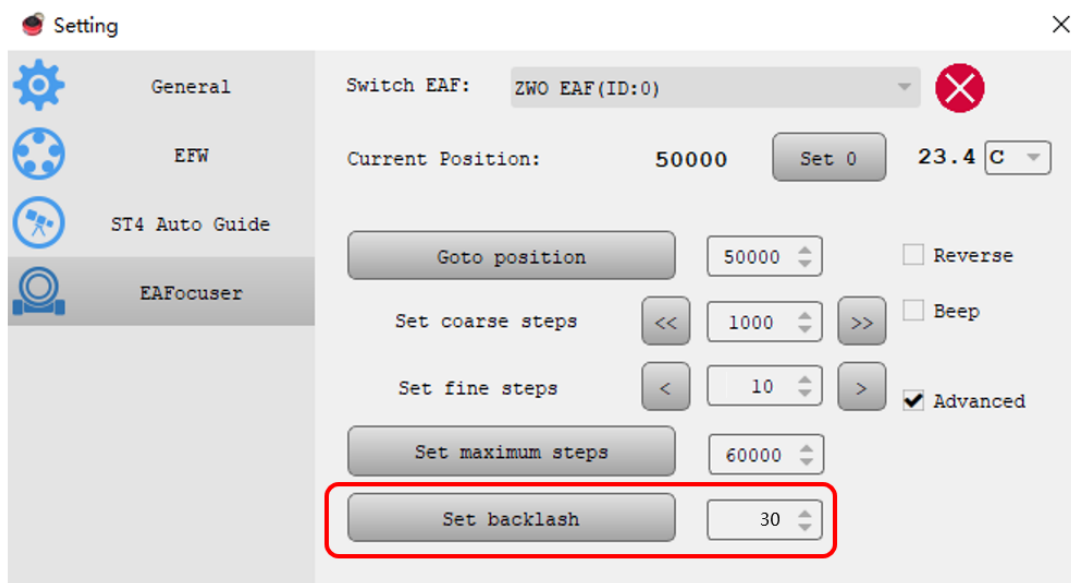 Setting
General
EFW
ST4 Auto Guide
EAFocuser
Switch EAF: ZWO EAF(ID:0)
Current Position: 50000 Set 0 23.4 C
Goto position 50000 Reverse
Set coarse steps << 1000 >> Beep
Set fine steps < 10 > Advanced
Set maximum steps 60000
Set backlash 30